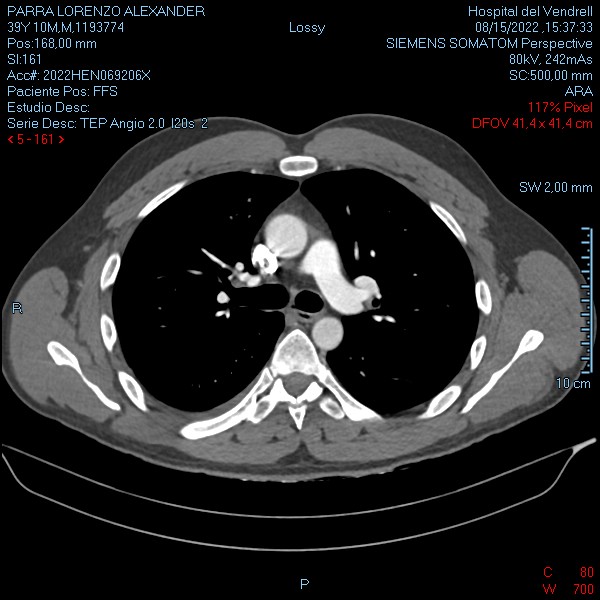 PARRA LORENZO ALEXANDER
39Y 10M,M,1193774
Pos:168,00 mm
SI:161
Acc#: 2022HEN069206X
Paciente Pos: FFS
Estudio Desc:
Serie Desc: TEP Angio 2.0 I20s 2
< 5 - 161 >
Lossy
Hospital del Vendrell
08/15/2022 ,15:37:33
SIEMENS SOMATOM Perspective
80kV, 242mAs
SC:500,00 mm
ARA
117% Pixel
DFOV 41,4 x 41,4 cm
SW 2,00 mm
R
10 cm
P
C 80
W 700